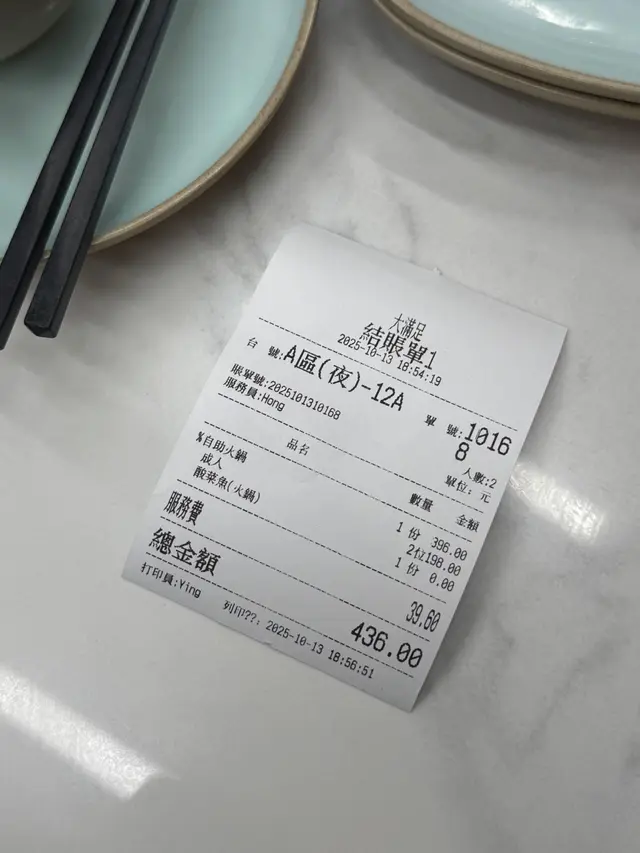 大滿足
結賬單1
2025-10-13 18:54:19
台 號:A區(夜)-12A 單 號:10168
賬單號:2025101310168 人數:2
服務員:Hong 單位: 元
品名 數量 金額
%自助火鍋 1 份 396.00
成人 2位198.00
酸菜魚(火鍋) 1 份 0.00
服務費 39.60
總金額 436.00
打印員:Ying 列印??: 2025-10-13 18:56:51